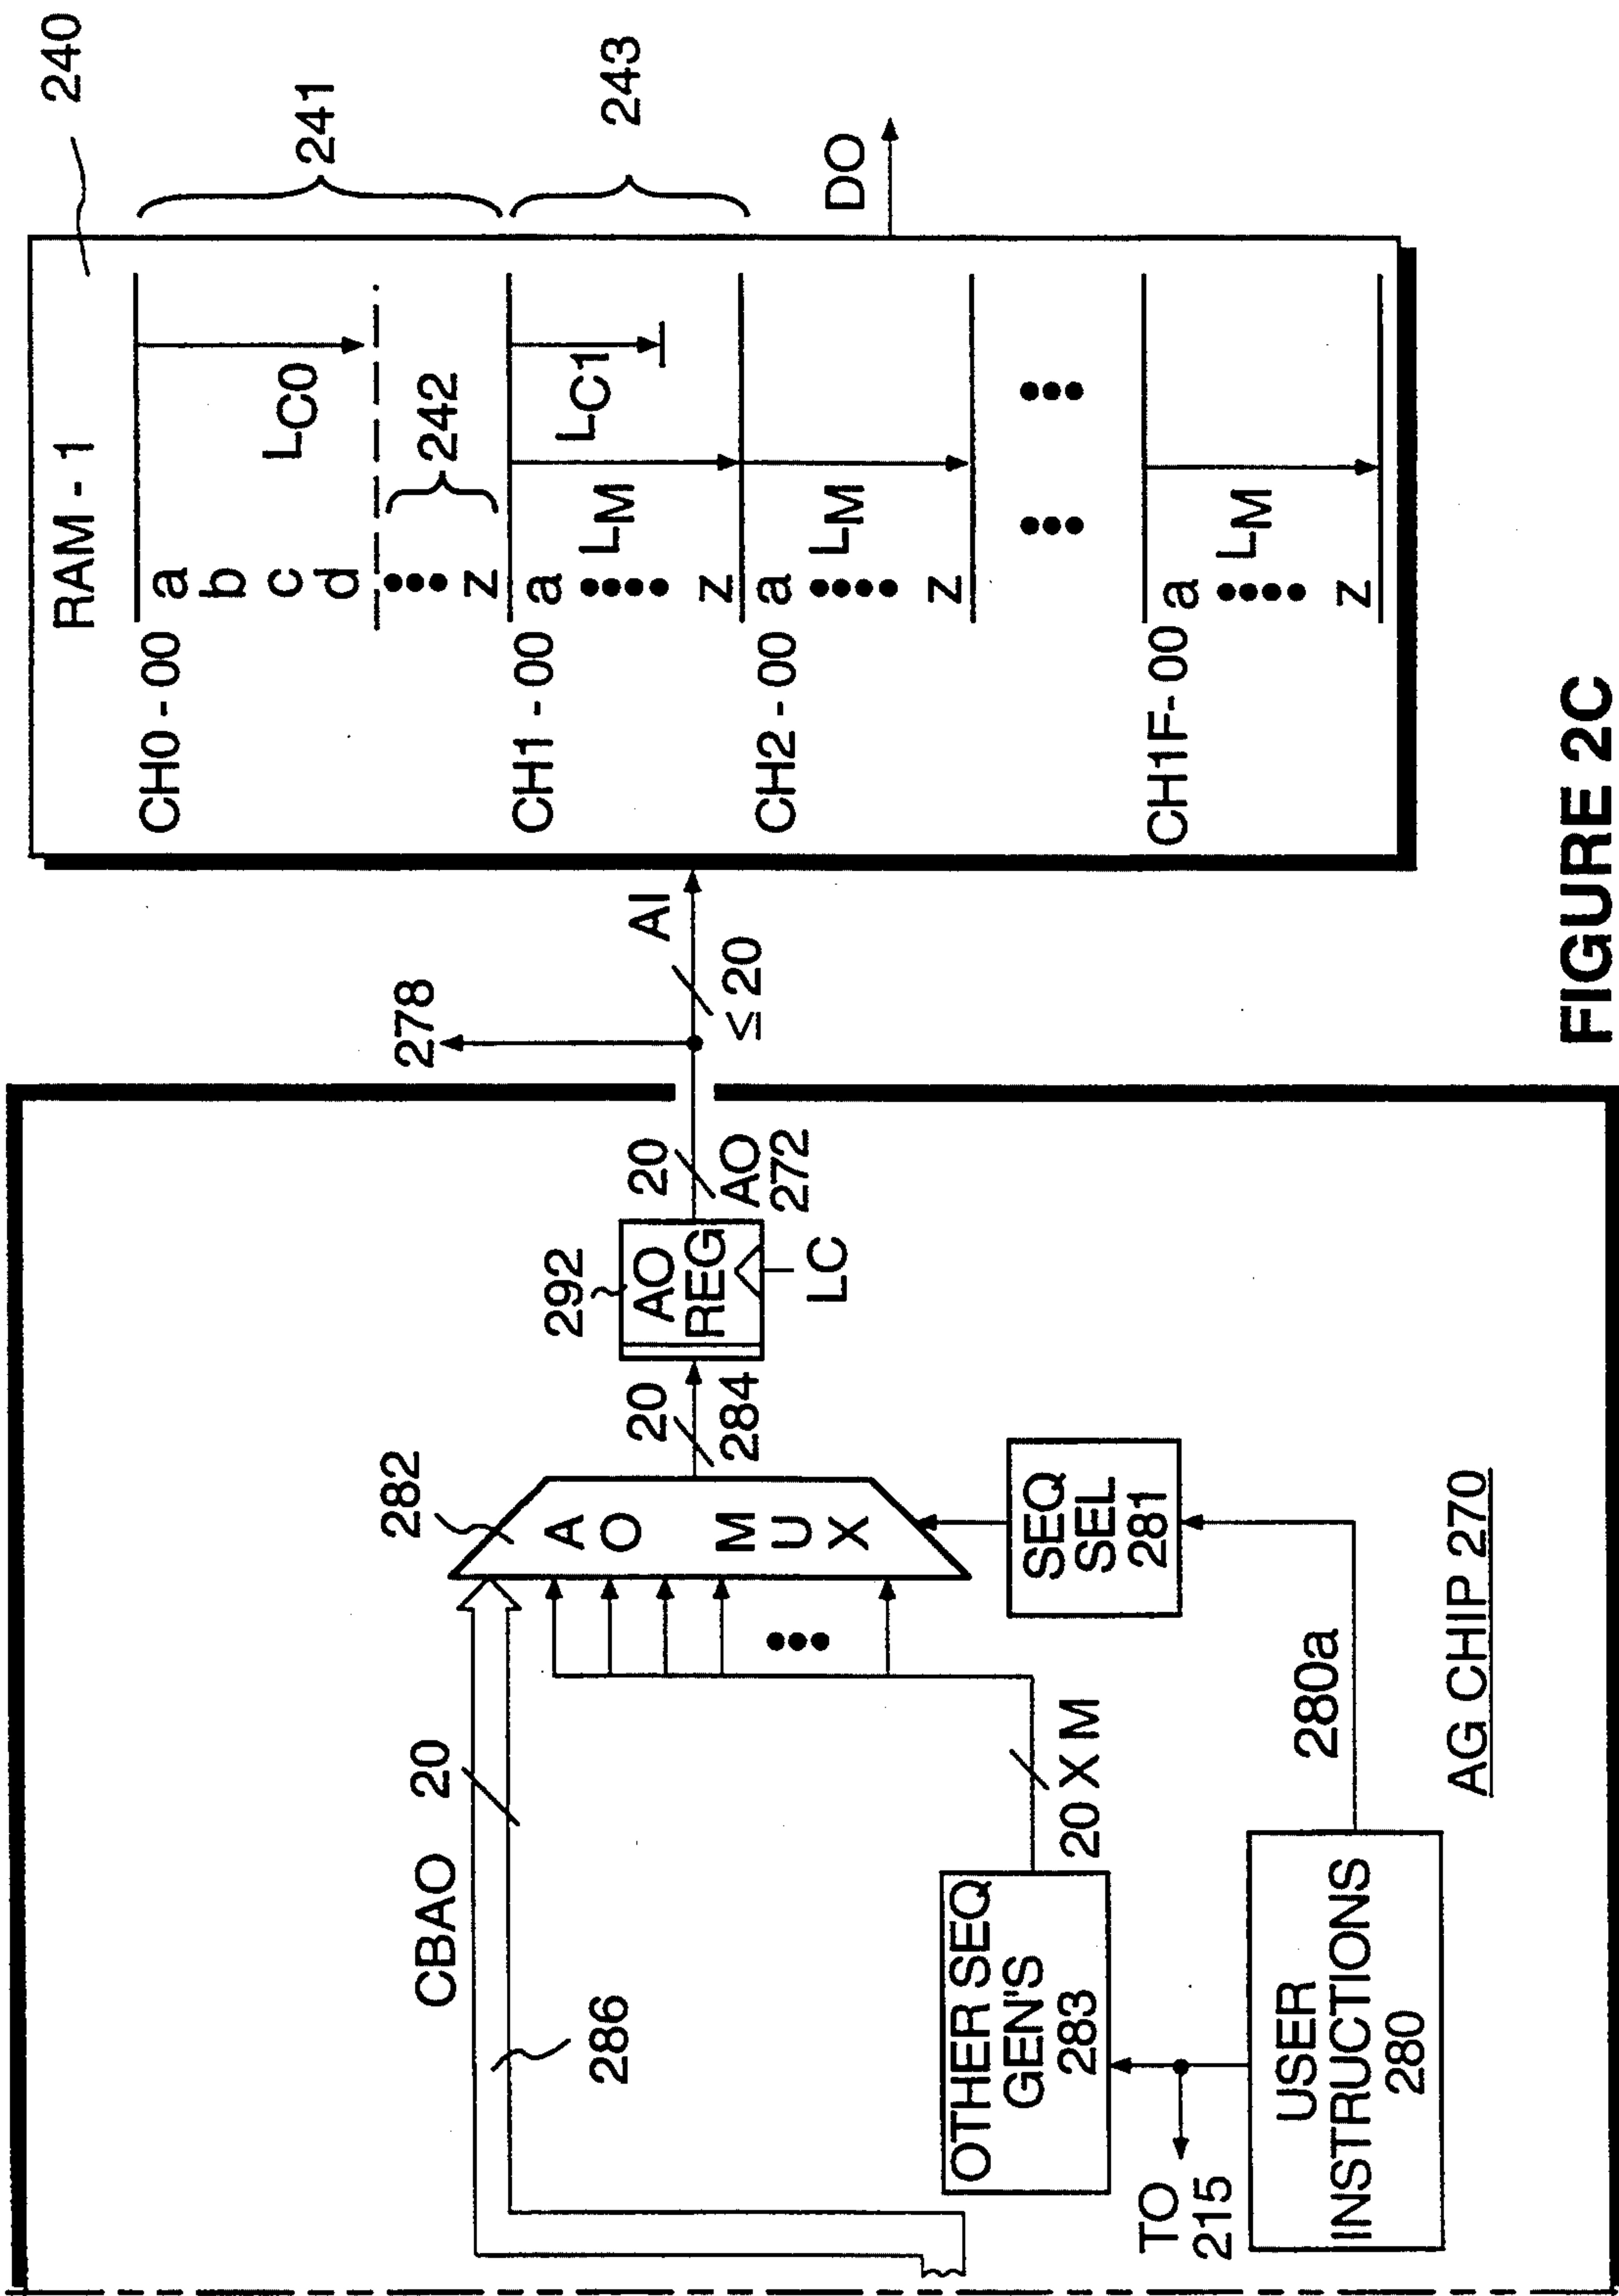 240
RAM - 1
CH0 - 00
a
b
c
d
z
LC0
241
242
CH1 - 00
a
z
LM
LC1
243
CH2 - 00
a
z
LM
CH1F- 00
a
z
LM
DO
AI
≤ 20
278
20
AO
272
292
AO
REG
LC
20
284
282
AO MUX
SEQ
SEL
281
CBAO
20
286
20 X M
OTHER SEQ
GEN'S
283
TO
215
USER
INSTRUCTIONS
280
280a
AG CHIP 270
FIGURE 2C